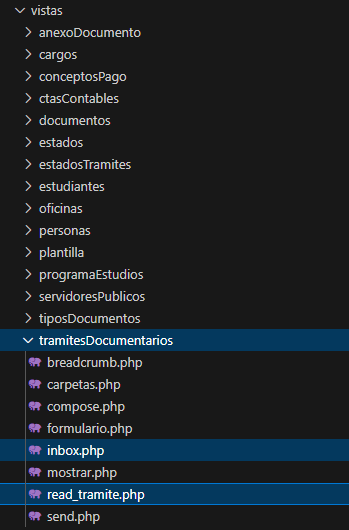 vistas
anexoDocumento
cargos
conceptosPago
ctasContables
documentos
estados
estadosTramites
estudiantes
oficinas
personas
plantilla
programaEstudios
servidoresPublicos
tiposDocumentos
tramitesDocumentarios
breadcrumb.php
carpetas.php
compose.php
formulario.php
inbox.php
mostrar.php
read_tramite.php
send.php